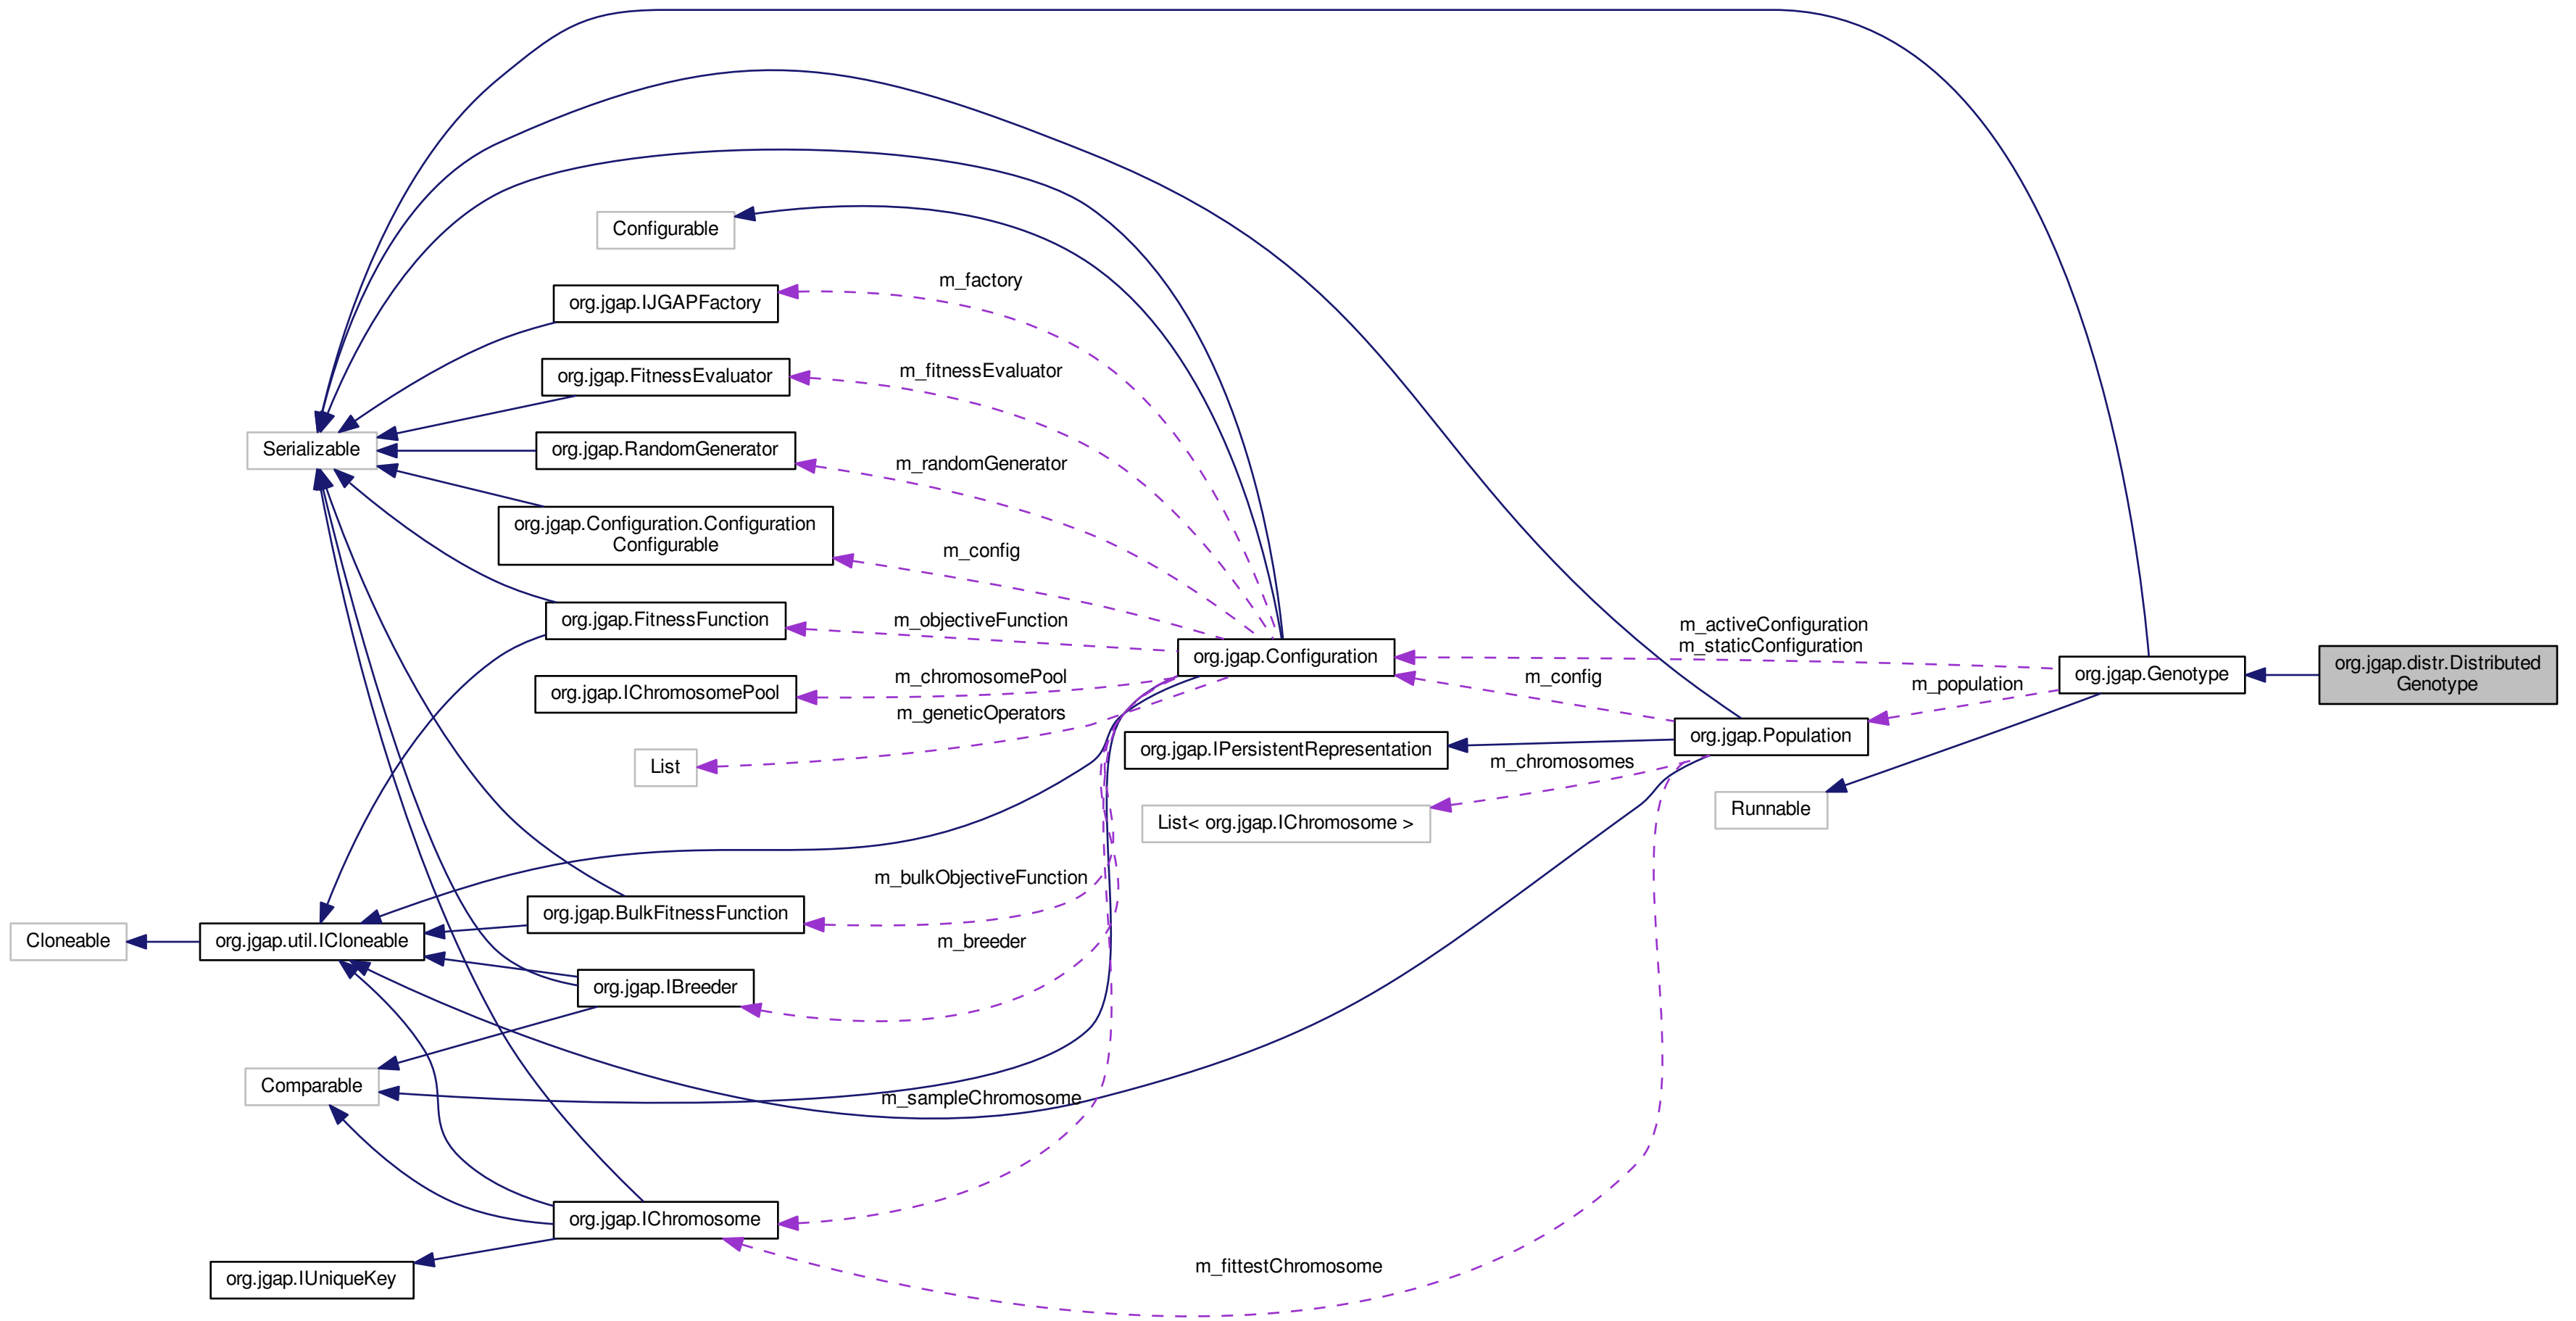 Configurable
m_factory
org.jgap.IJGAPFactory
m_fitnessEvaluator
org.jgap.FitnessEvaluator
Serializable
org.jgap.RandomGenerator
m_randomGenerator
org.jgap.Configuration.Configuration
Configurable
m_config
org.jgap.FitnessFunction
m_objectiveFunction
org.jgap.Configuration
m_activeConfiguration
m_staticConfiguration
org.jgap.Genotype
org.jgap.distr.Distributed
Genotype
org.jgap.IChromosomePool
m_chromosomePool
m_config
m_population
m_geneticOperators
org.jgap.Population
List
org.jgap.IPersistentRepresentation
m_chromosomes
List< org.jgap.IChromosome >
Runnable
m_bulkObjectiveFunction
org.jgap.BulkFitnessFunction
Cloneable
org.jgap.util.ICloneable
m_breeder
org.jgap.IBreeder
Comparable
m_sampleChromosome
org.jgap.IChromosome
org.jgap.IUniqueKey
m_fittestChromosome